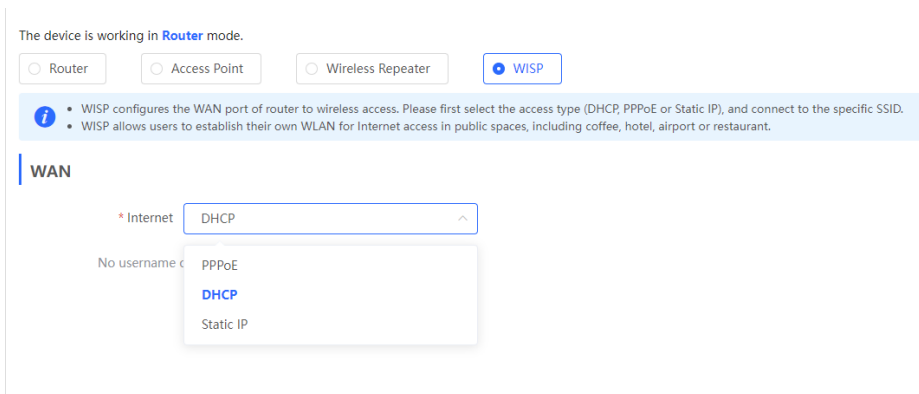 The device is working in Router mode.
Router Access Point Wireless Repeater WISP
• WISP configures the WAN port of router to wireless access. Please first select the access type (DHCP, PPPoE or Static IP), and connect to the specific SSID.
• WISP allows users to establish their own WLAN for Internet access in public spaces, including coffee, hotel, airport or restaurant.
WAN
* Internet DHCP
No username
PPPoE
DHCP
Static IP